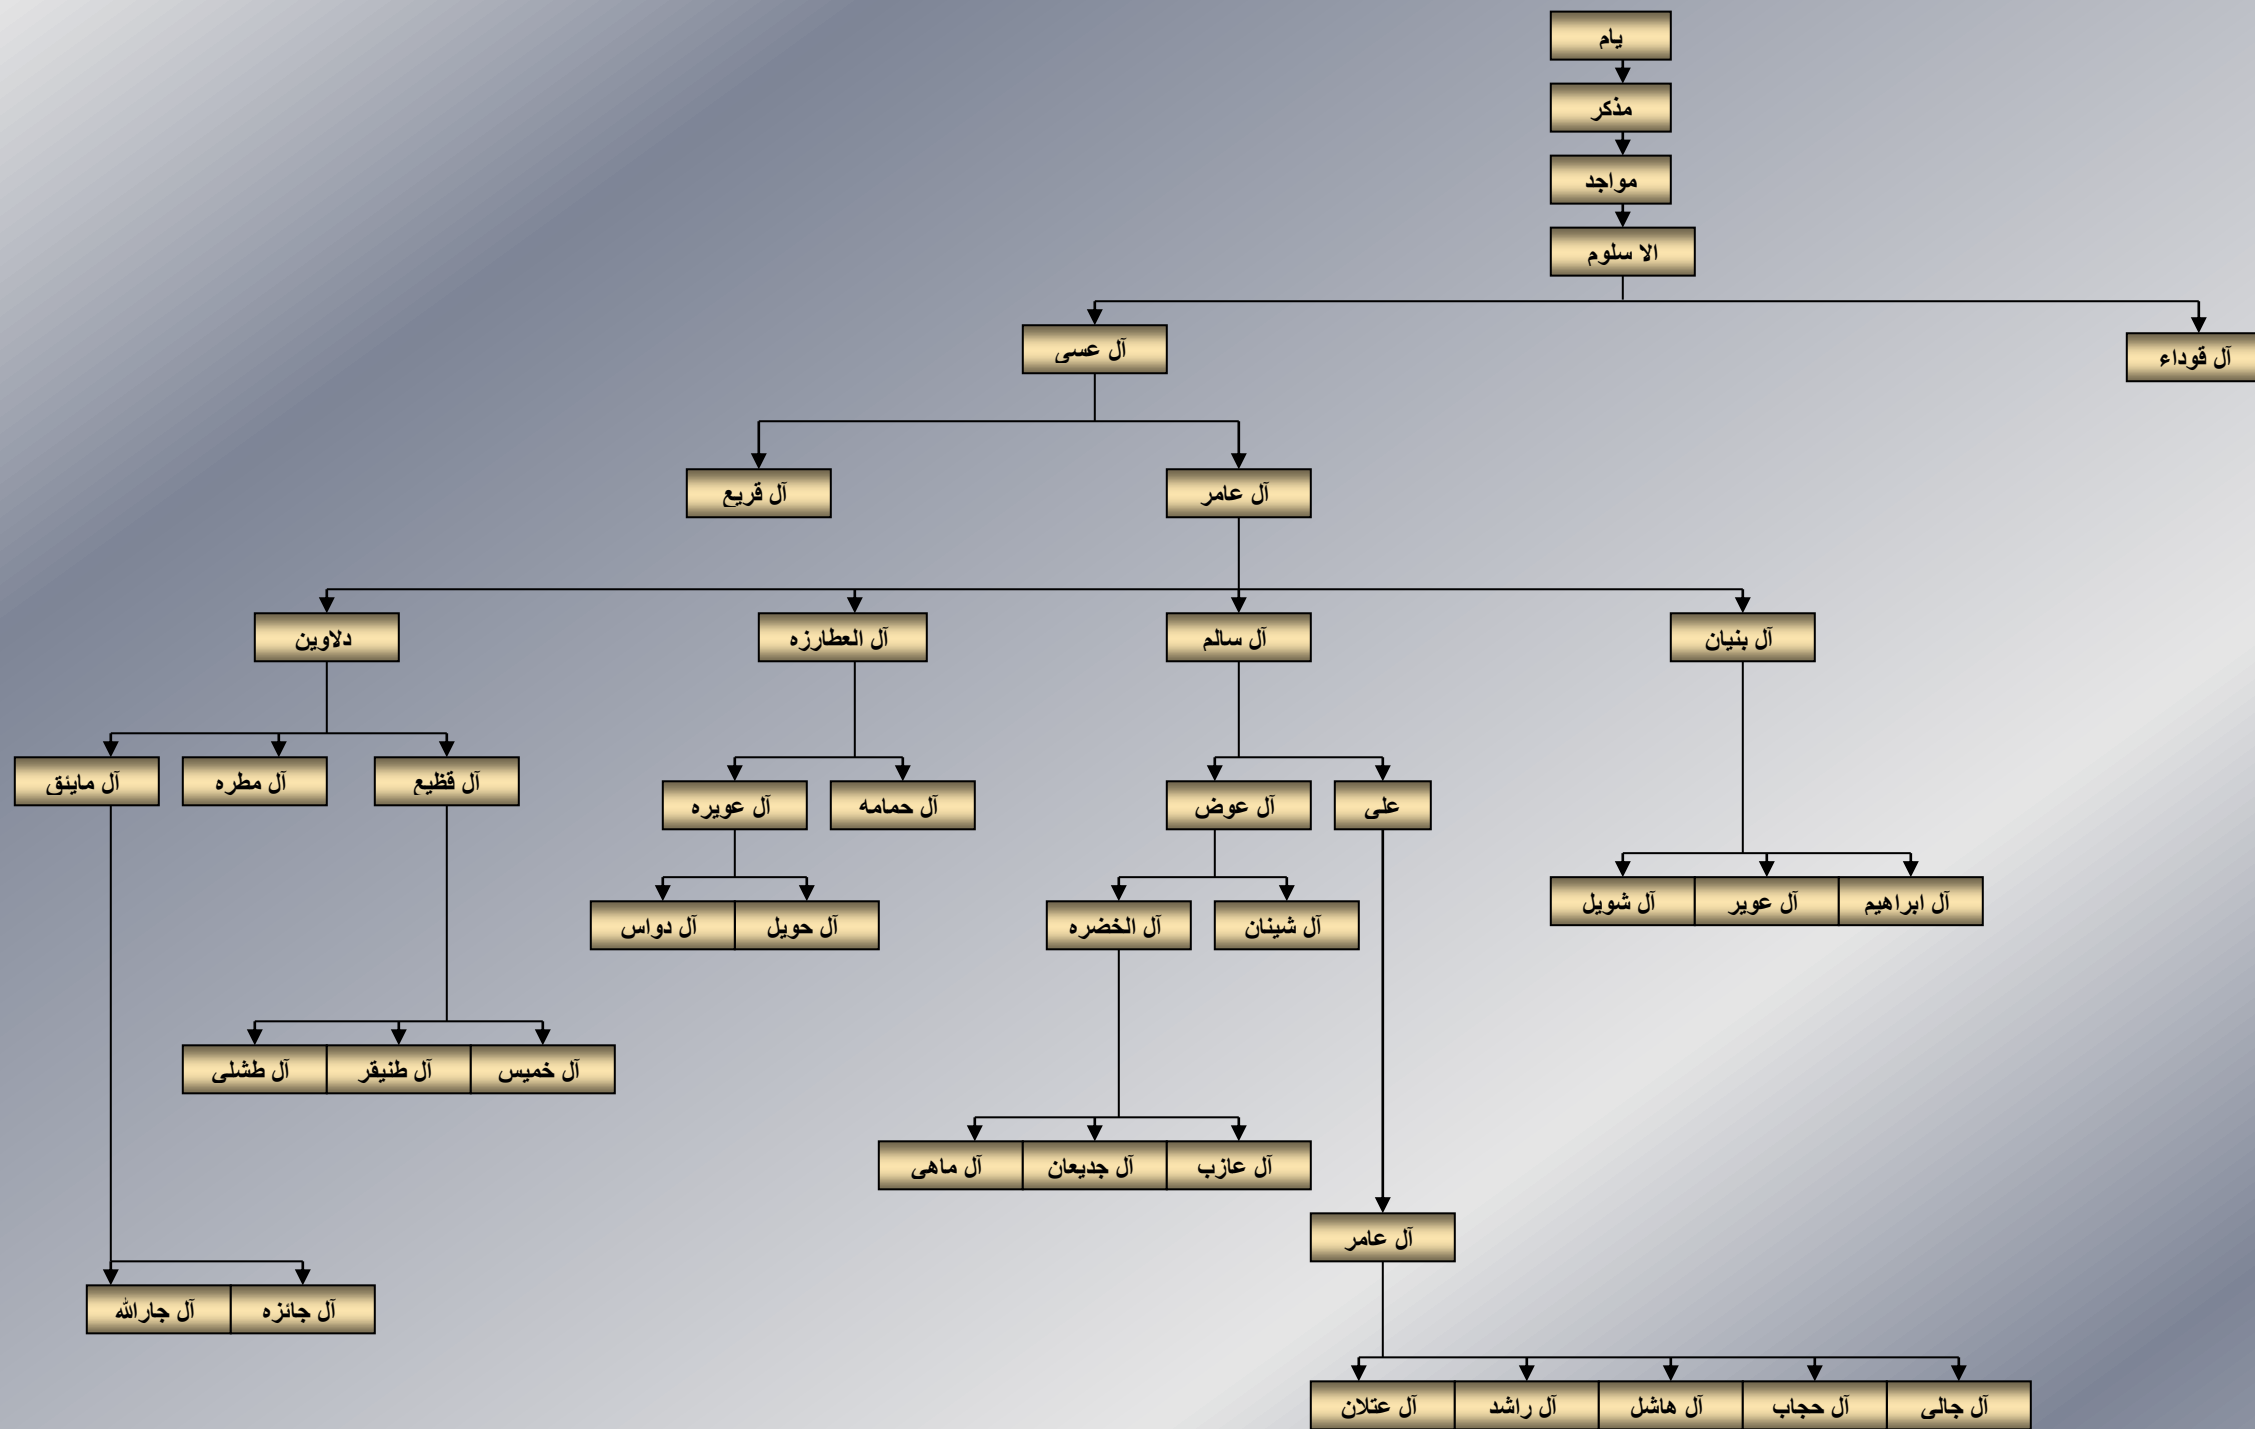 يام
مذكر
مواجد
الا سلوم
آل قوداء
آل عسى
آل عامر
آل قريع
آل بنيان
آل سالم
آل العطارزه
دلاوين
آل قظيع
آل مطره
آل ماينق
علي
آل عوض
آل حمامه
آل عويره
آل ابراهيم
آل عوير
آل شويل
آل شينان
آل الخضره
آل حويل
آل دواس
آل خميس
آل طنيقر
آل طشلى
آل عازب
آل جديعان
آل ماهى
آل عامر
آل جائزه
آل جارالله
آل جالى
آل حجاب
آل هاشل
آل راشد
آل عتلان